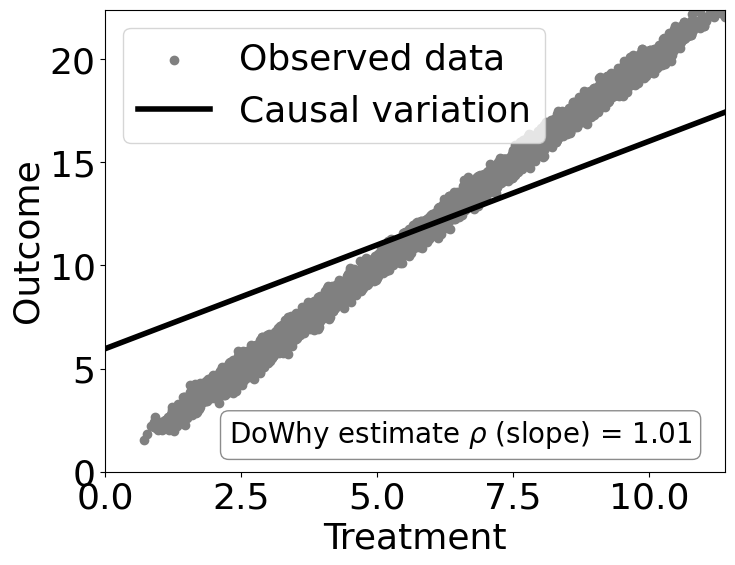 Observed data
Causal variation
20
15
10
5
0
Outcome
DoWhy estimate ρ (slope) = 1.01
0.0 2.5 5.0 7.5 10.0
Treatment